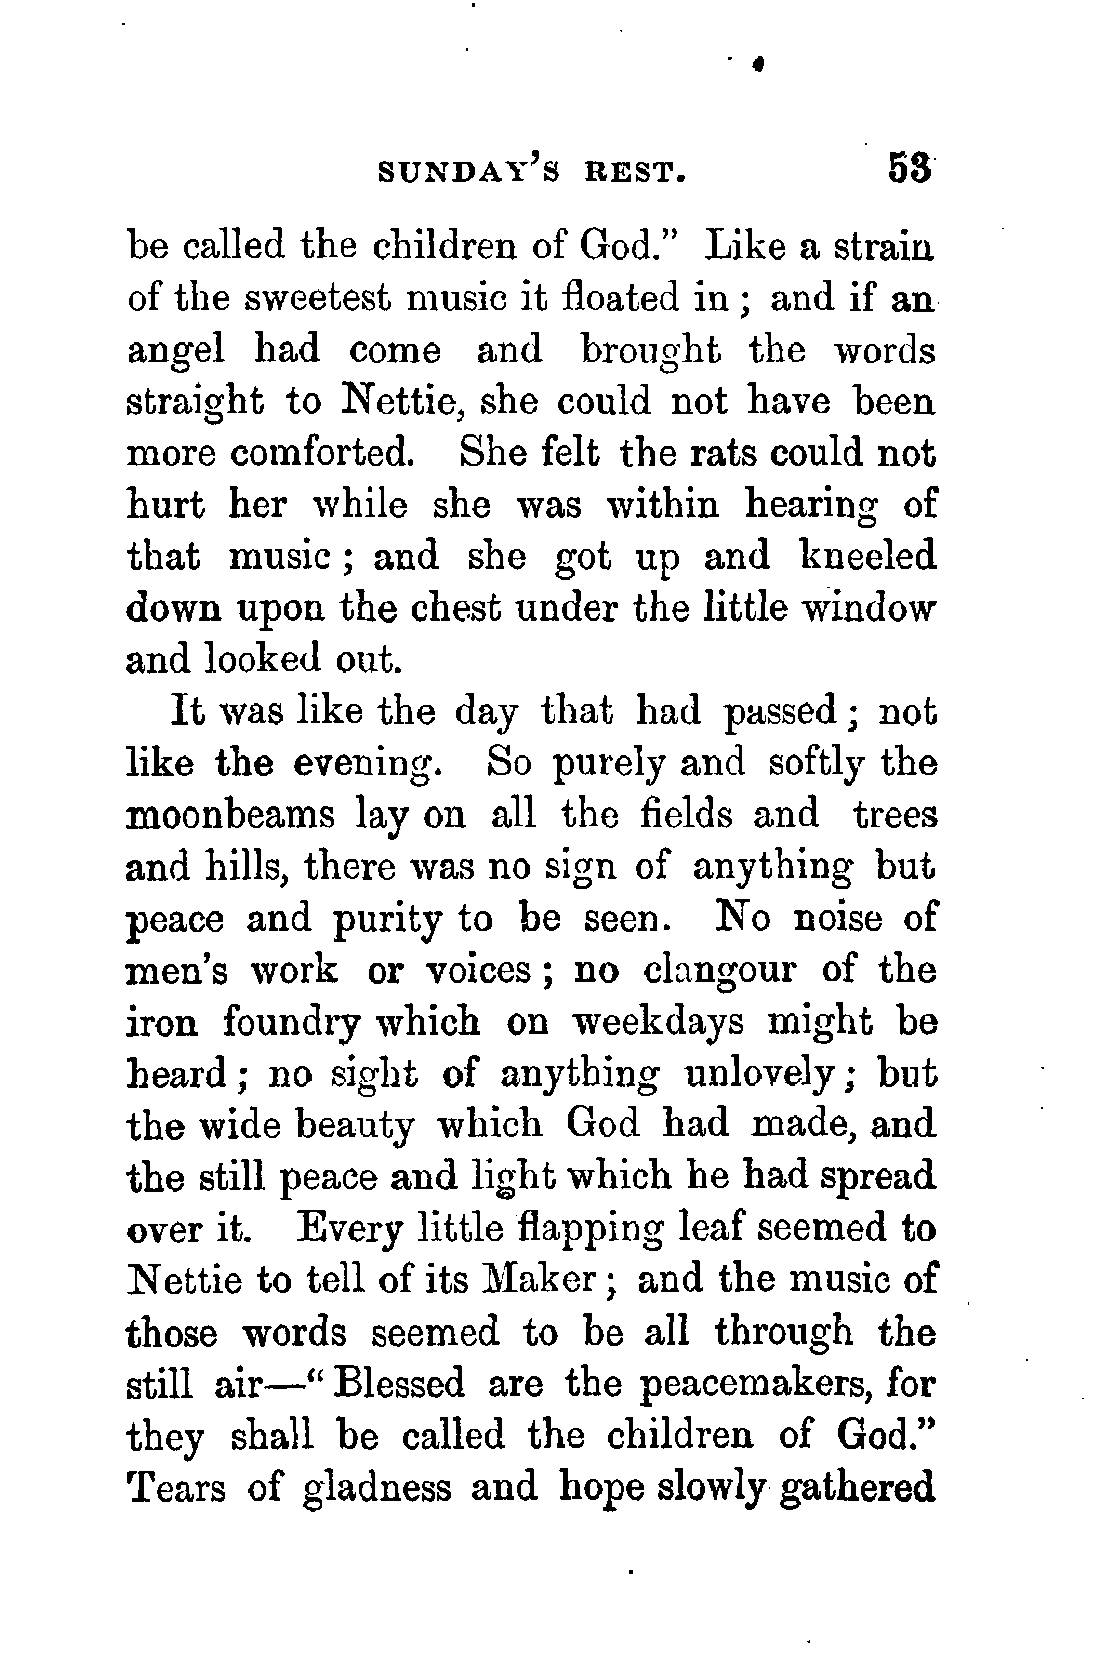 SUNDAY'S REST. 53
be called the children of God." Like a strain
of the sweetest music it floated in ; and if an
angel had come and brought the words
straight to Nettie, she could not have been
more comforted. She felt the rats could not
hurt her while she was within hearing of
that music ; and she got up and kneeled
down upon the chest under the little window
and looked out.
It was like the day that had passed ; not
like the evening. So purely and softly the
moonbeams lay on all the fields and trees
and hills, there was no sign of anything but
peace and purity to be seen. No noise of
men's work or voices ; no clangour of the
iron foundry which on weekdays might be
heard ; no sight of anything unlovely ; but
the wide beauty which God had made, and
the still peace and light which he had spread
over it. Every little flapping leaf seemed to
Nettie to tell of its Maker ; and the music of
those words seemed to be all through the
still air—" Blessed are the peacemakers, for
they shall be called the children of God."
Tears of gladness and hope slowly gathered